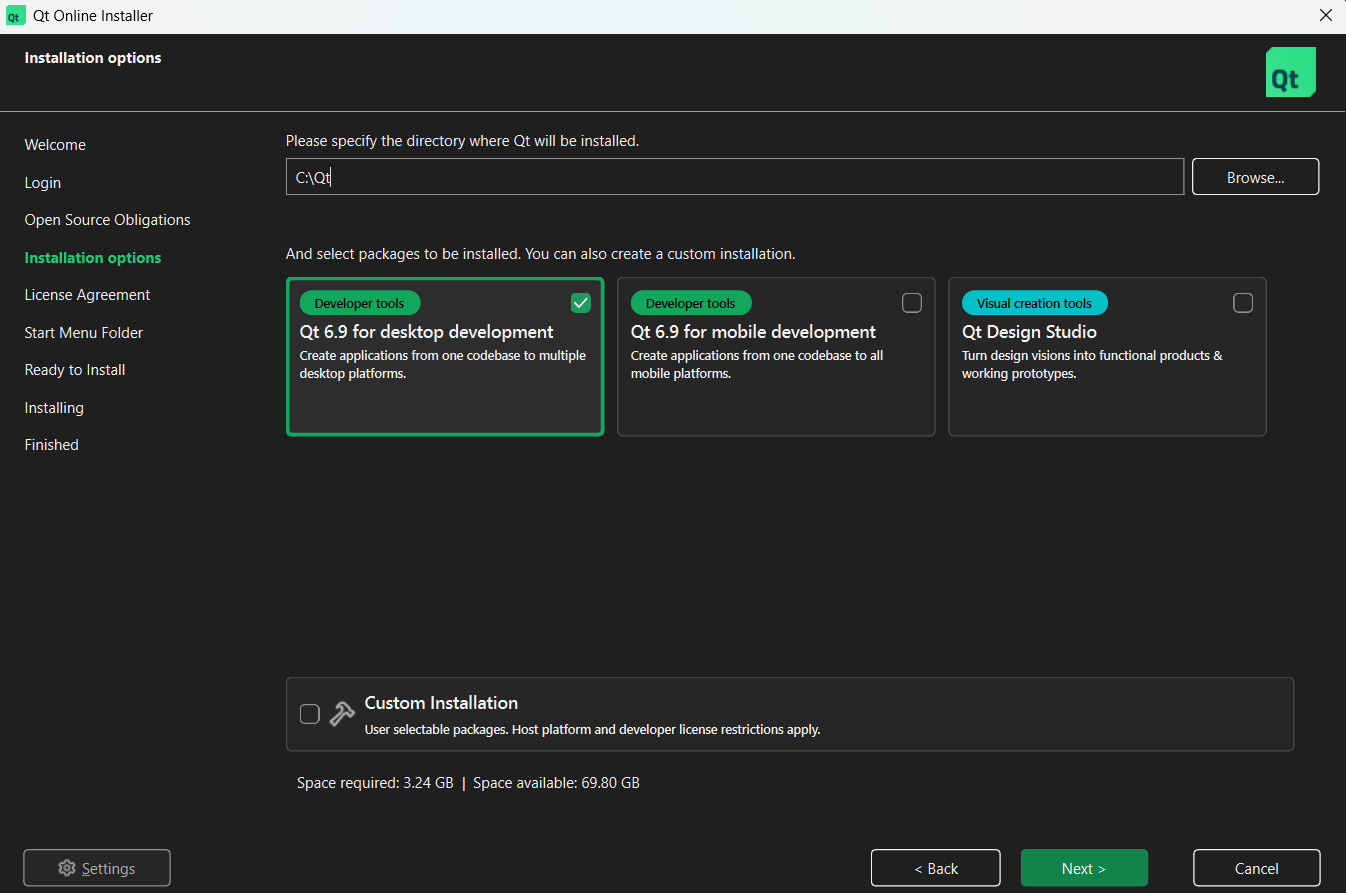 Qt Qt Online Installer
Installation options
Qt
Welcome
Login
Open Source Obligations
Installation options
License Agreement
Start Menu Folder
Ready to Install
Installing
Finished
Please specify the directory where Qt will be installed.
C:\Qt
Browse...
And select packages to be installed. You can also create a custom installation.
Developer tools
Qt 6.9 for desktop development
Create applications from one codebase to multiple
desktop platforms.
Developer tools
Qt 6.9 for mobile development
Create applications from one codebase to all
mobile platforms.
Visual creation tools
Qt Design Studio
Turn design visions into functional products &
working prototypes.
Custom Installation
User selectable packages. Host platform and developer license restrictions apply.
Space required: 3.24 GB | Space available: 69.80 GB
Settings
< Back
Next >
Cancel